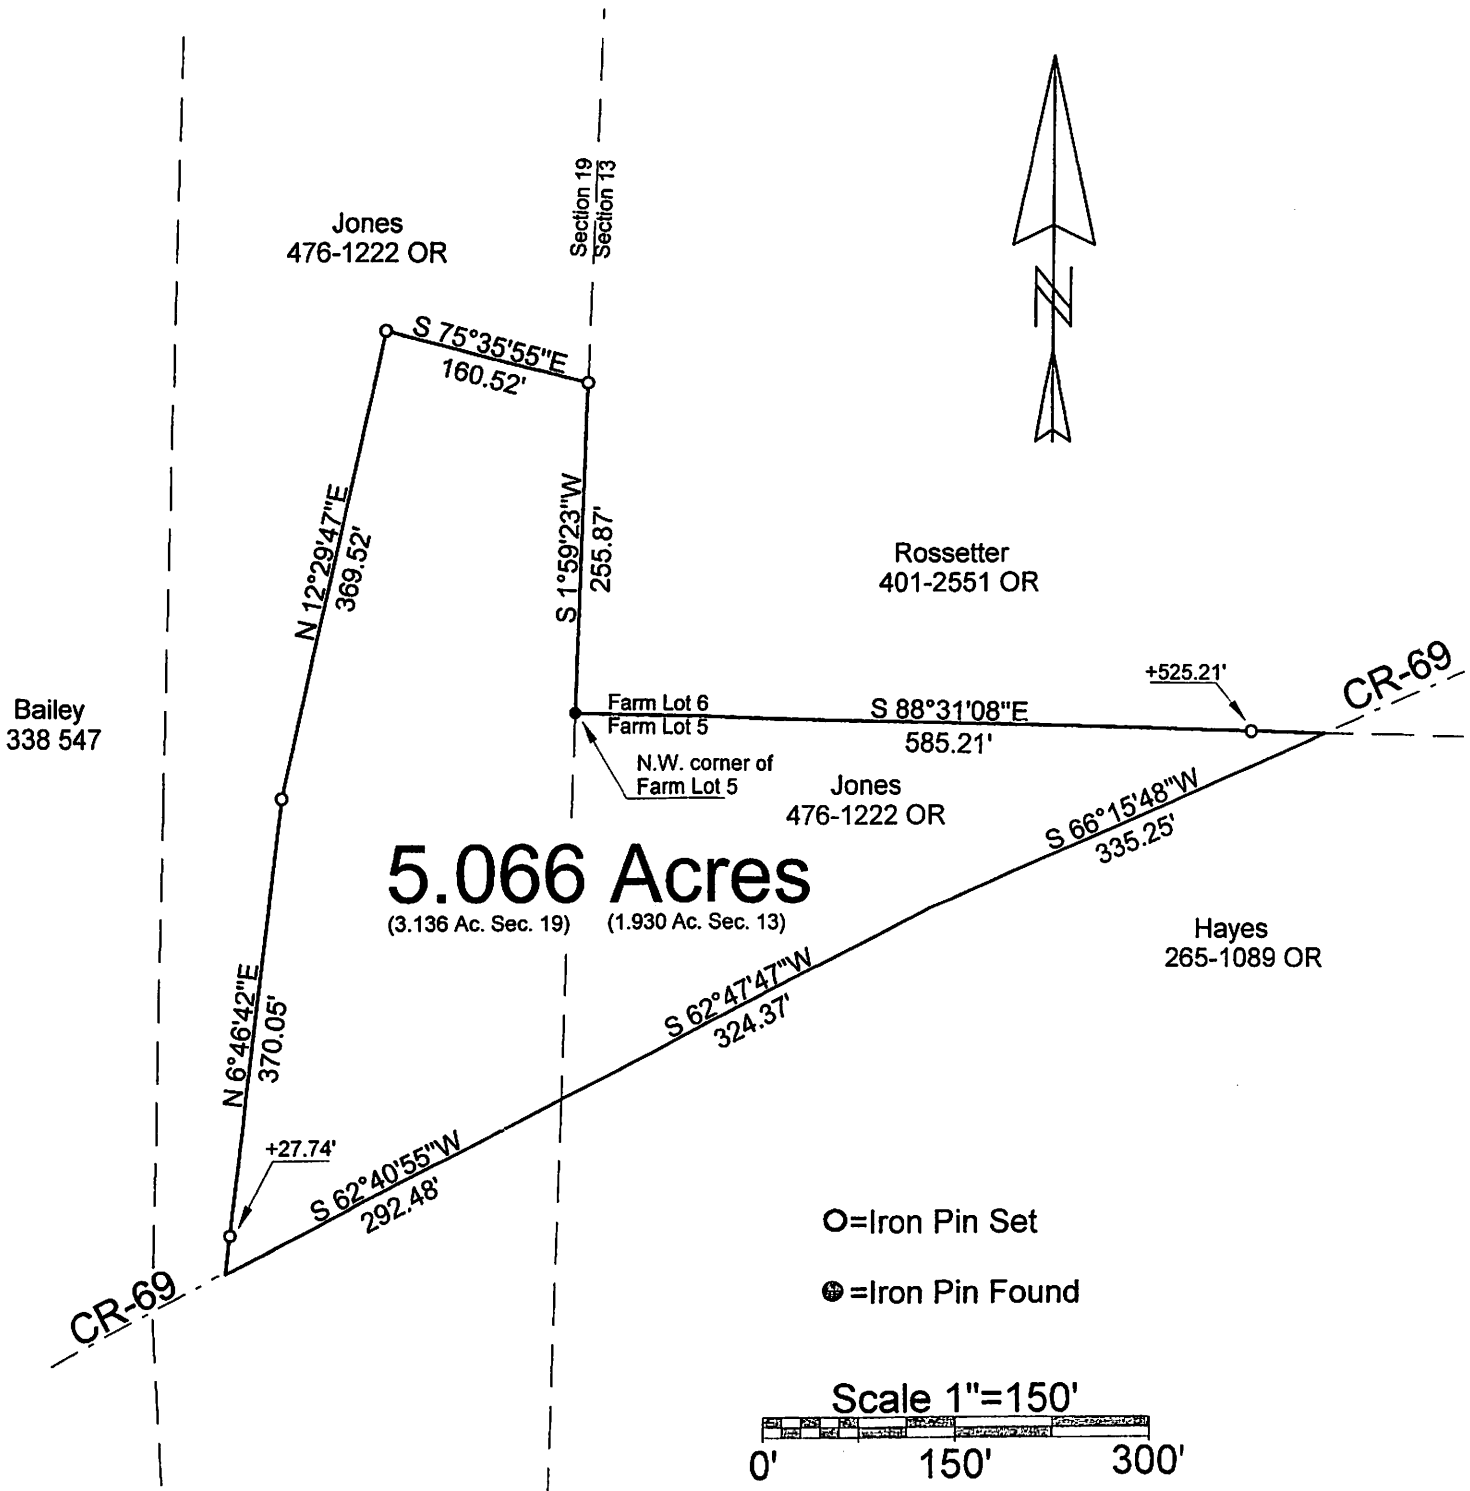 Section 19
Section 13
Jones
476-1222 OR
N
S 75°35'55"E
160.52'
N 12°29'47"E
369.52'
S 1°59'23"W
255.87'
Rossetter
401-2551 OR
Bailey
338 547
+525.21'
CR-69
Farm Lot 6
Farm Lot 5
S 88°31'08"E
585.21'
N.W. corner of
Farm Lot 5
Jones
476-1222 OR
S 66°15'48"W
335.25'
5.066 Acres
(3.136 Ac. Sec. 19) (1.930 Ac. Sec. 13)
Hayes
265-1089 OR
S 62°47'47"W
324.37'
N 6°46'42"E
370.05'
+27.74'
S 62°40'55"W
292.48'
CR-69
O=Iron Pin Set
=Iron Pin Found
Scale 1"=150'
0' 150' 300'